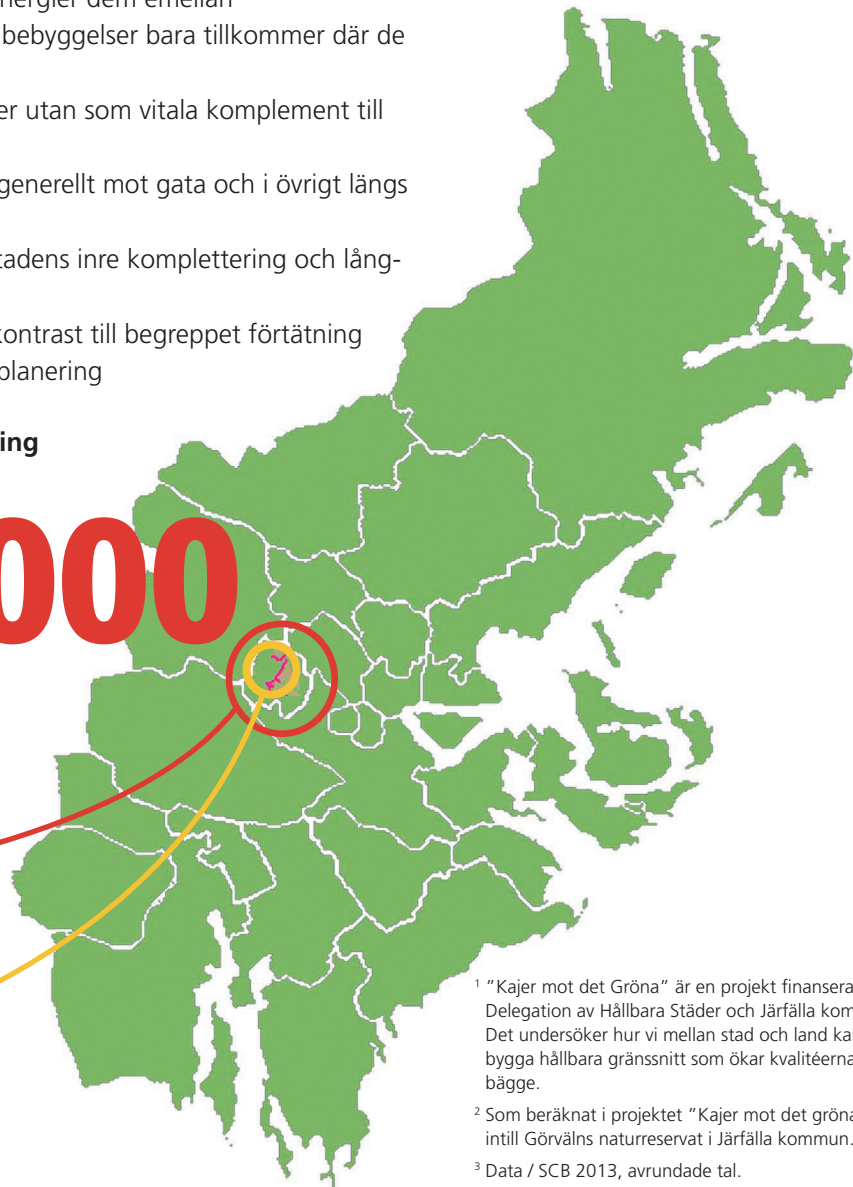 bebyggelser bara tillkommer där de
er utan som vitala komplement till
generellt mot gata och i övrigt längs
tadens inre komplettering och lång-
kontrast till begreppet förtätning
planering
ing
000
¹ ”Kajer mot det Gröna” är en projekt finansera
Delegation av Hållbara Städer och Järfälla kom
Det undersöker hur vi mellan stad och land ka
bygga hållbara gränssnitt som ökar kvalitéerna
bägge.
² Som beräknat i projektet ”Kajer mot det gröna
intill Görvälns naturreservat i Järfälla kommun.
³ Data / SCB 2013, avrundade tal.